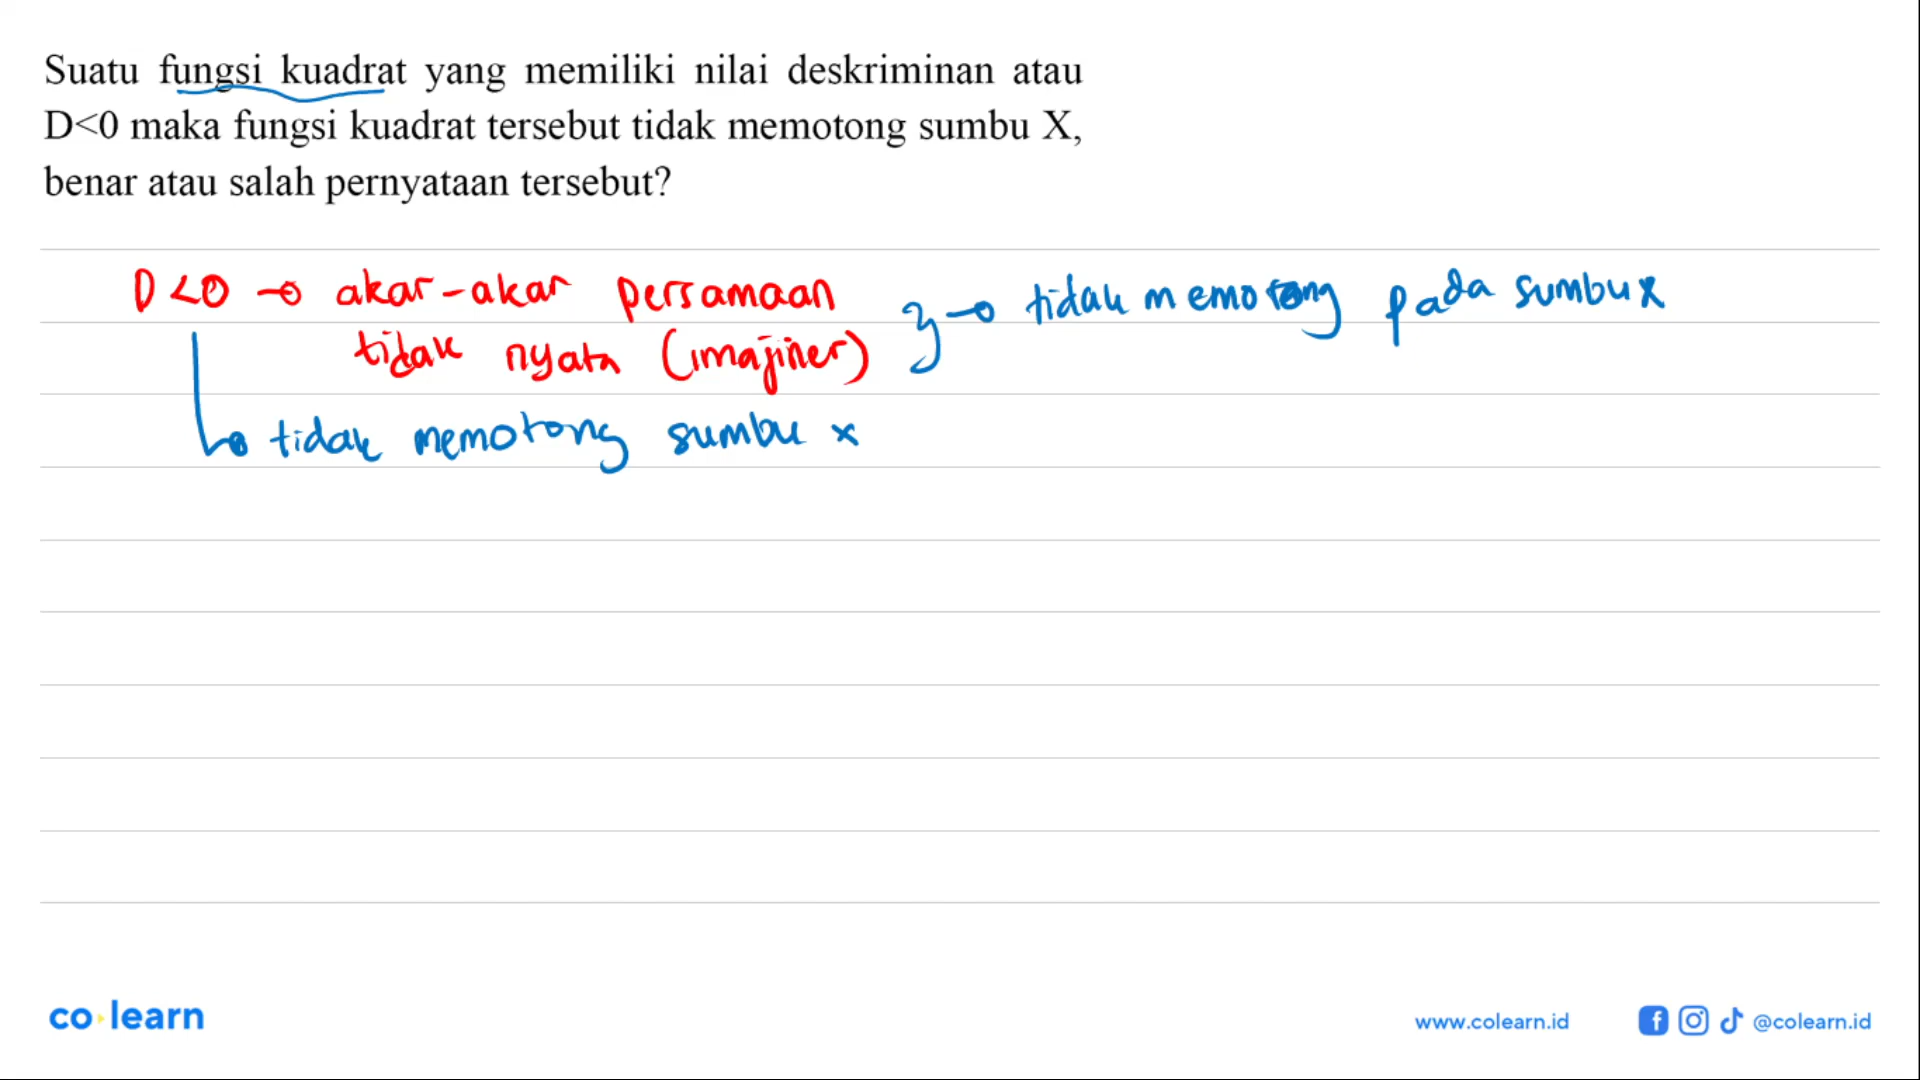 Suatu fungsi kuadrat yang memiliki nilai deskriminan atau
D<0 maka fungsi kuadrat tersebut tidak memotong sumbu X,
benar atau salah pernyataan tersebut?
D<0 → akar-akar persamaan
tidak nyata (imajiner)
} → tidak memotong pada sumbu x
↳ tidak memotong sumbu x
co learn
www.colearn.id
@colearn.id